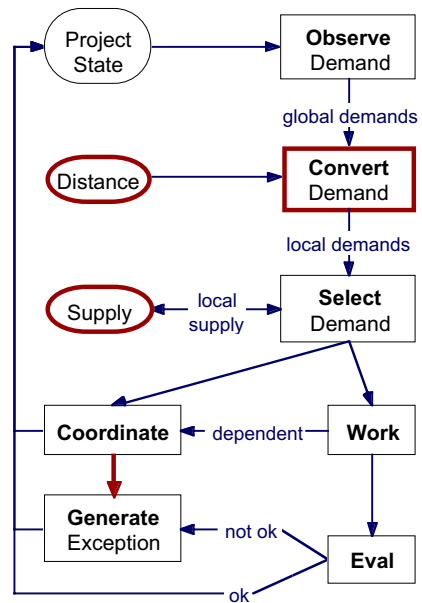 Project
State
Observe
Demand
global demands
Distance
Convert
Demand
local demands
Supply
local
supply
Select
Demand
Coordinate
dependent
Work
Generate
Exception
not ok
Eval
ok